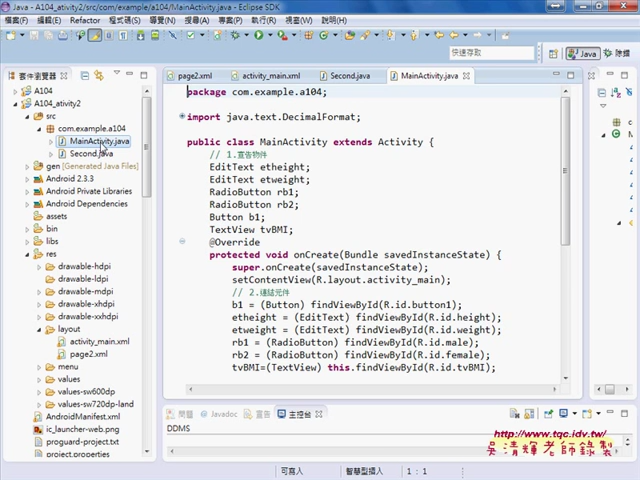 Java - A104_ativity2/src/com/example/a104/MainActivity.java - Eclipse SDK
檔案(F) 編輯(E) Refactor 程式碼(S) 導覽(N) 搜尋(A) 專案(P) 執行(R) 視窗(W) 說明(H)
快速存取
Java 除錯
套件瀏覽器
page2.xml activity_main.xml Second.java MainActivity.java
A104
A104_ativity2
src
com.example.a104
MainActivity.java
Second.java
gen [Generated Java Files]
Android 2.3.3
Android Private Libraries
Android Dependencies
assets
bin
libs
res
drawable-hdpi
drawable-ldpi
drawable-mdpi
drawable-xhdpi
drawable-xxhdpi
layout
activity_main.xml
page2.xml
menu
values
values-sw600dp
values-sw720dp-land
AndroidManifest.xml
ic_launcher-web.png
proguard-project.txt
project.properties
package com.example.a104;
import java.text.DecimalFormat;
public class MainActivity extends Activity {
// 1.宣告物件
EditText etheight;
EditText etweight;
RadioButton rb1;
RadioButton rb2;
Button b1;
TextView tvBMI;
@Override
protected void onCreate(Bundle savedInstanceState) {
super.onCreate(savedInstanceState);
setContentView(R.layout.activity_main);
// 2.連結元件
b1 = (Button) findViewById(R.id.button1);
etheight = (EditText) findViewById(R.id.height);
etweight = (EditText) findViewById(R.id.weight);
rb1 = (RadioButton) findViewById(R.id.male);
rb2 = (RadioButton) findViewById(R.id.female);
tvBMI=(TextView) this.findViewById(R.id.tvBMI);
問題 Javadoc 宣告 主控台
DDMS
http://www.tqc.idv.tw/
吳清輝老師錄製
可寫入 智慧型插入 1 : 1